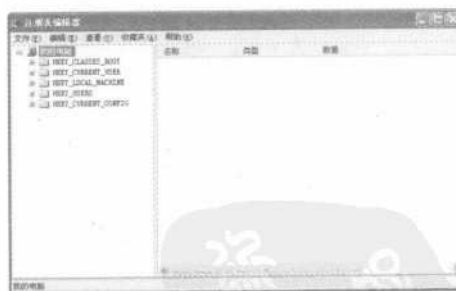 注册表编辑器
文件(F) 编辑(E) 查看(V) 收藏夹(A) 帮助(H)
名称 类型 数据
我的电脑
HKEY_CLASSES_ROOT
HKEY_CURRENT_USER
HKEY_LOCAL_MACHINE
HKEY_USERS
HKEY_CURRENT_CONFIG
我的电脑